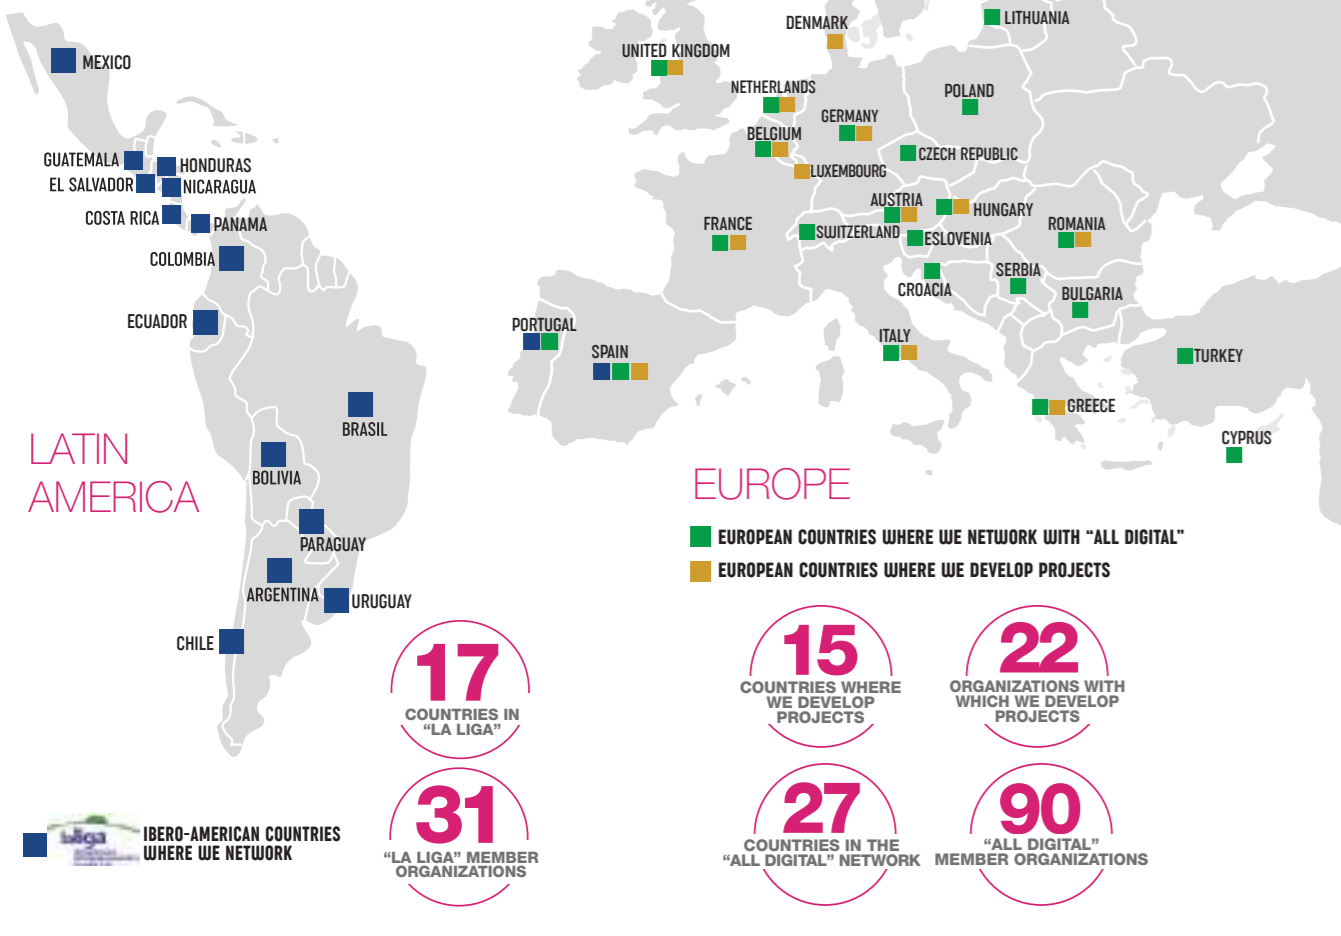 DENMARK
LITHUANIA
UNITED KINGDOM
MEXICO
NETHERLANDS
POLAND
GERMANY
BELGIUM
CZECH REPUBLIC
LUXEMBOURG
GUATEMALA
HONDURAS
EL SALVADOR
NICARAGUA
COSTA RICA
PANAMA
AUSTRIA
HUNGARY
FRANCE
SWITZERLAND
ESLOVENIA
ROMANIA
COLOMBIA
SERBIA
CROACIA
BULGARIA
ECUADOR
PORTUGAL
SPAIN
ITALY
TURKEY
GREECE
BRASIL
CYPRUS
LATIN
AMERICA
BOLIVIA
PARAGUAY
ARGENTINA
URUGUAY
CHILE
EUROPE
EUROPEAN COUNTRIES WHERE WE NETWORK WITH “ALL DIGITAL”
EUROPEAN COUNTRIES WHERE WE DEVELOP PROJECTS
17
COUNTRIES IN
“LA LIGA”
15
COUNTRIES WHERE
WE DEVELOP
PROJECTS
22
ORGANIZATIONS WITH
WHICH WE DEVELOP
PROJECTS
31
“LA LIGA” MEMBER
ORGANIZATIONS
27
COUNTRIES IN THE
“ALL DIGITAL” NETWORK
90
“ALL DIGITAL”
MEMBER ORGANIZATIONS
laliga
IBERO-AMERICAN COUNTRIES
WHERE WE NETWORK